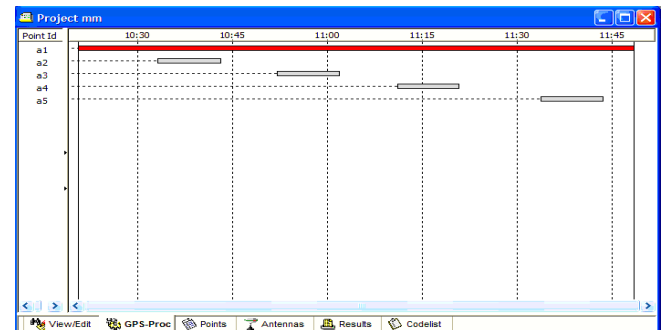 Project mm
Point Id 10:30 10:45 11:00 11:15 11:30 11:45
a1
a2
a3
a4
a5
View/Edit GPS-Proc Points Antennas Results Codelist